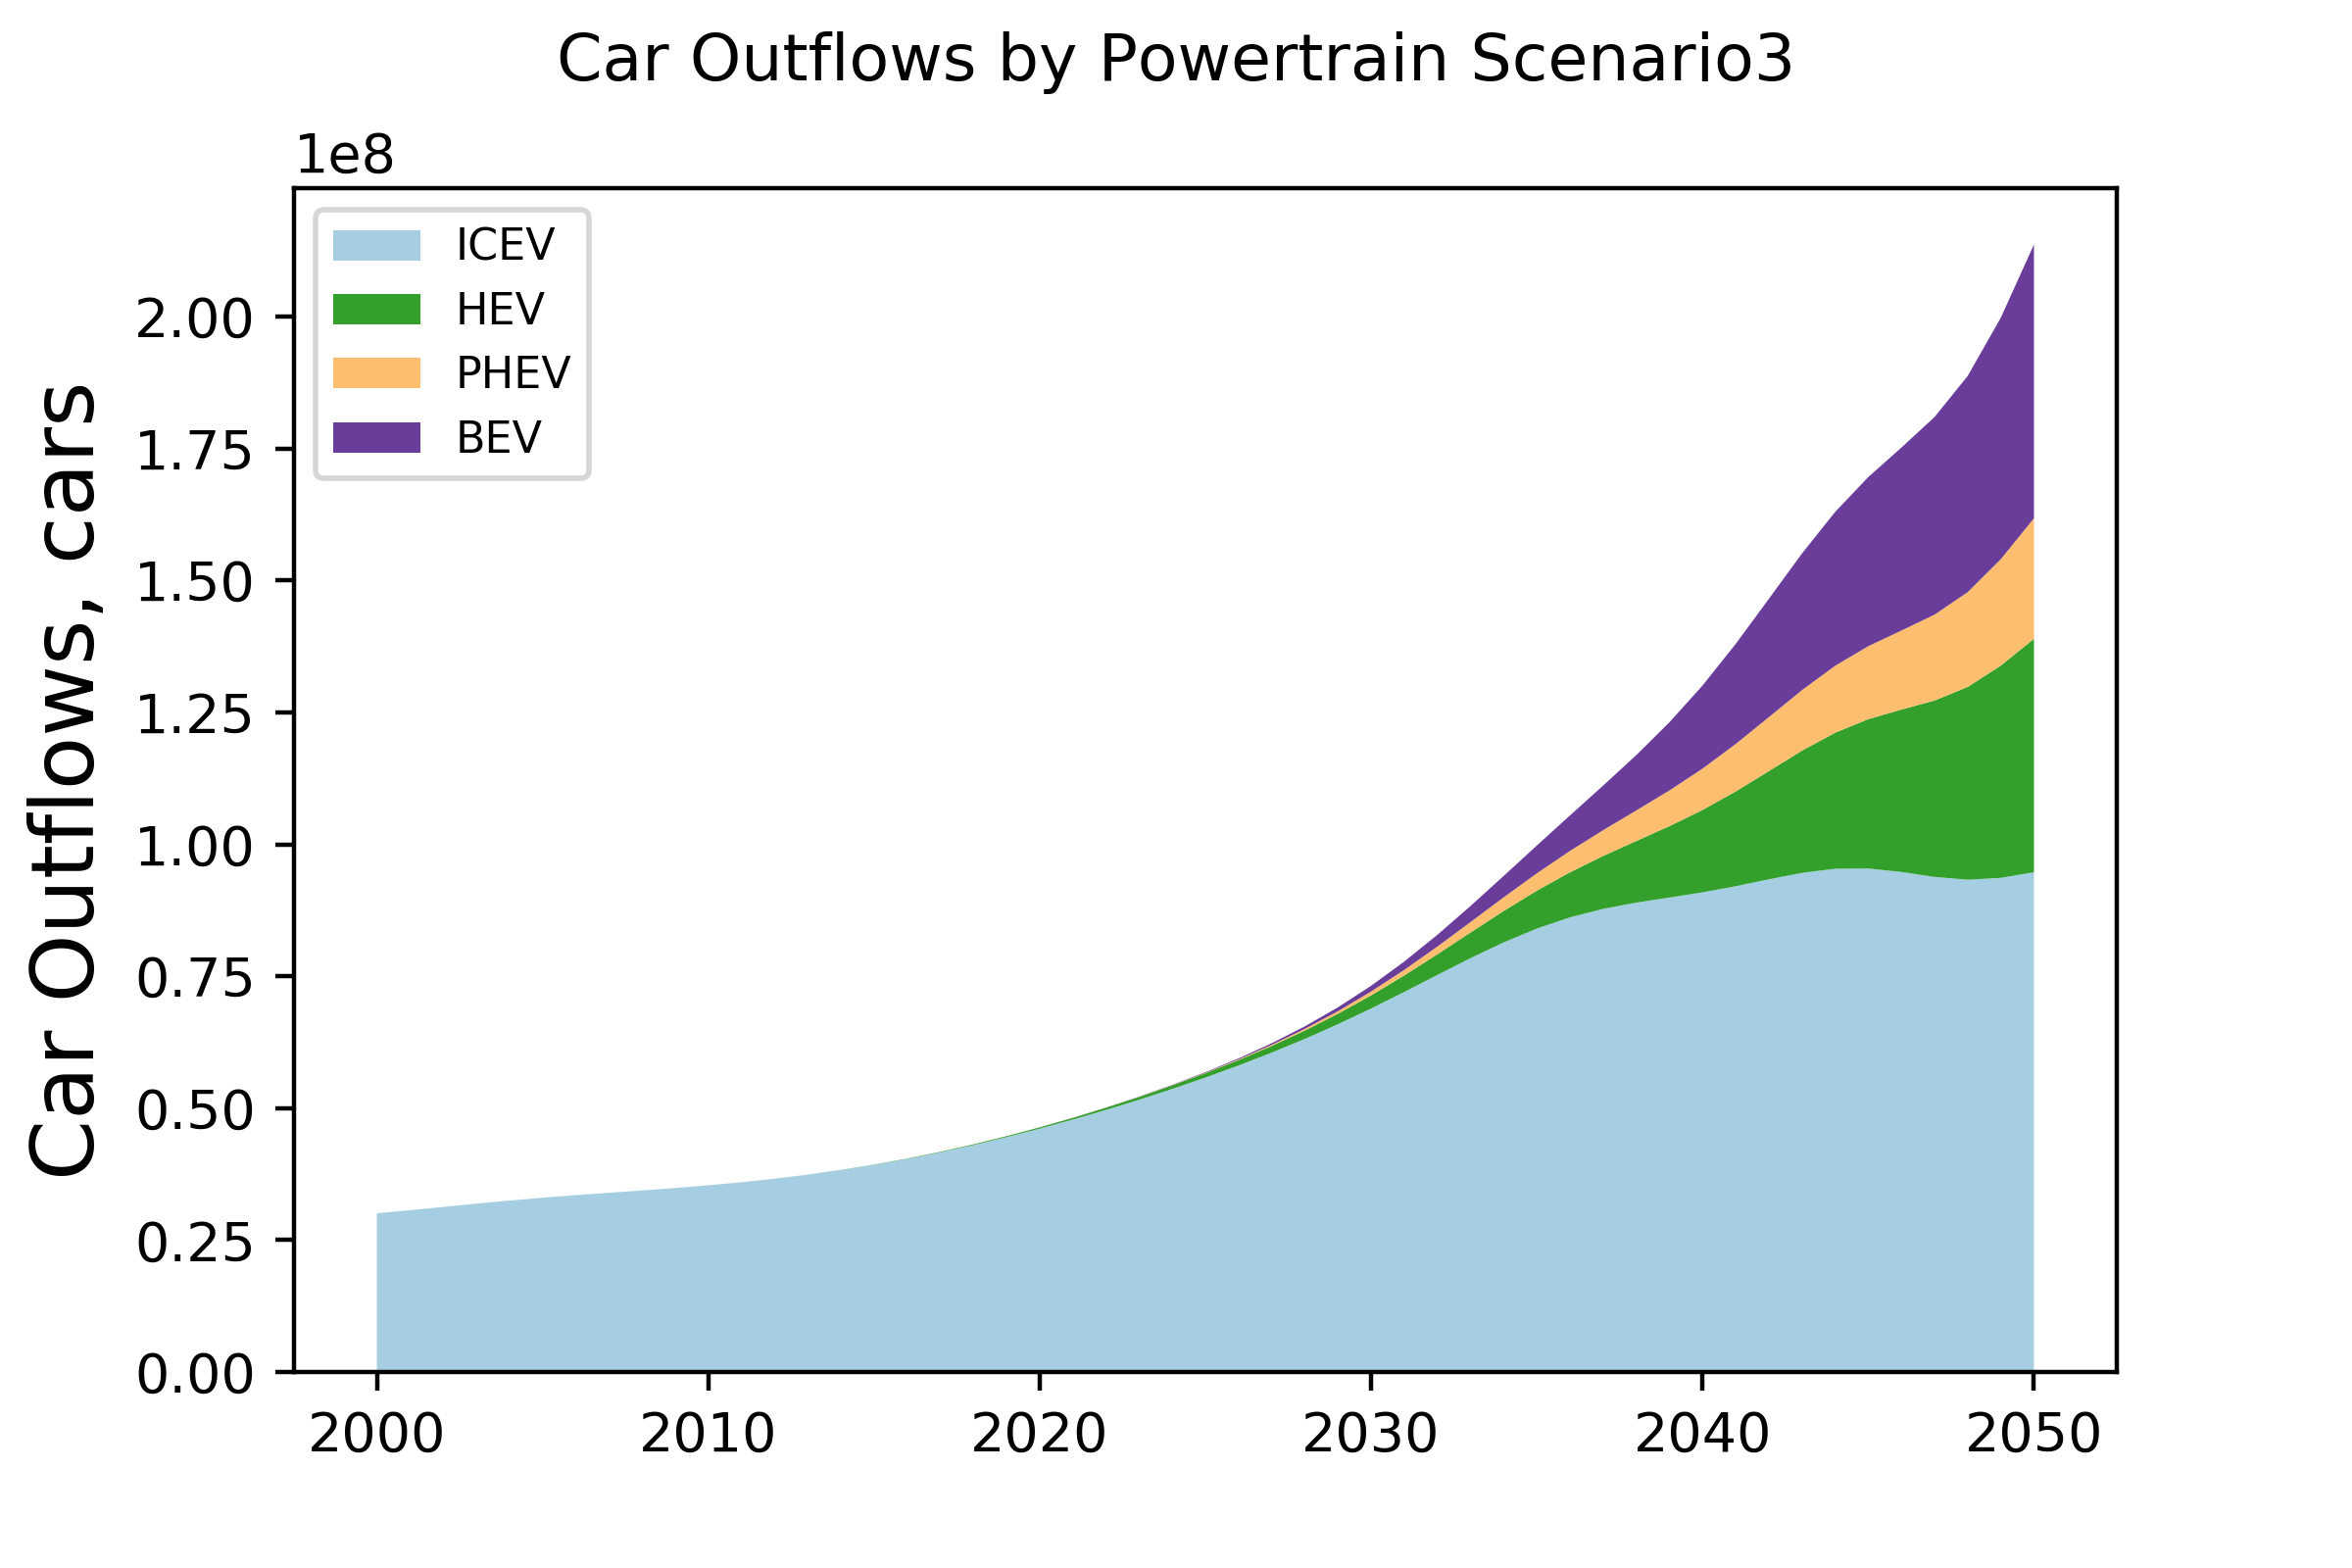 Car Outflows by Powertrain Scenario3
1e8
ICEV
HEV
PHEV
BEV
Car Outflows, cars
2.00
1.75
1.50
1.25
1.00
0.75
0.50
0.25
0.00
2000 2010 2020 2030 2040 2050